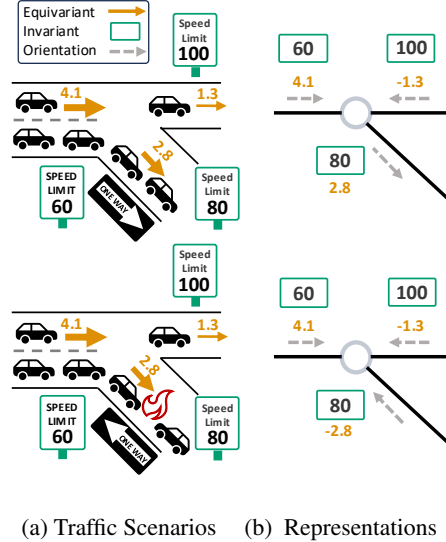 Equivariant
Invariant
Orientation
Speed
Limit
100
60
100
4.1
1.3
4.1
-1.3
2.8
80
2.8
SPEED
LIMIT
60
ONE WAY
Speed
Limit
80
Speed
Limit
100
60
100
4.1
1.3
4.1
-1.3
2.8
80
-2.8
SPEED
LIMIT
60
ONE WAY
Speed
Limit
80
(a) Traffic Scenarios (b) Representations